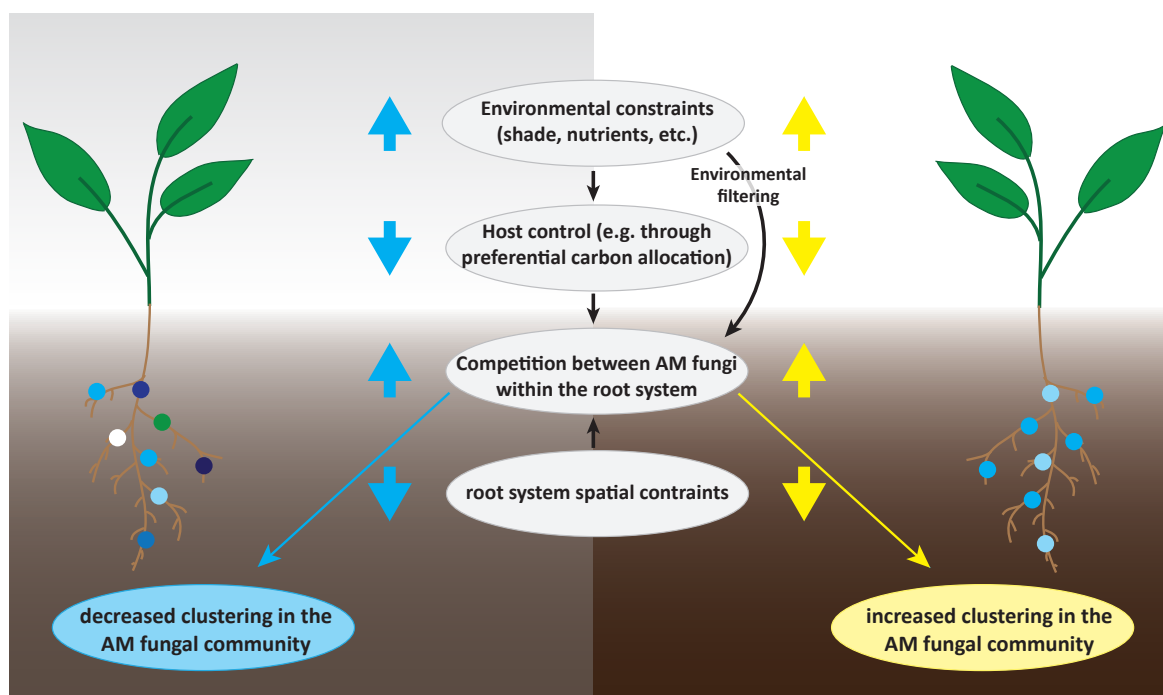 Environmental constraints
(shade, nutrients, etc.)
Environmental
filtering
Host control (e.g. through
preferential carbon allocation)
Competition between AM fungi
within the root system
root system spatial contraints
decreased clustering in the
AM fungal community
increased clustering in the
AM fungal community